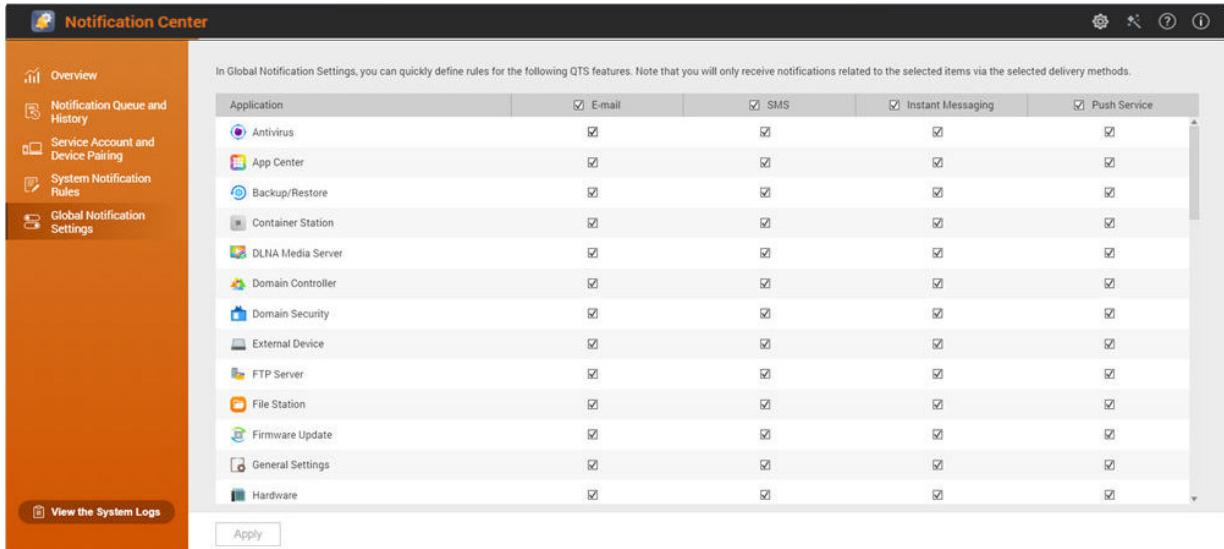 Notification Center
Overview
Notification Queue and
History
Service Account and
Device Pairing
System Notification
Rules
Global Notification
Settings
View the System Logs
In Global Notification Settings, you can quickly define rules for the following QTS features. Note that you will only receive notifications related to the selected items via the selected delivery methods.
Application E-mail SMS Instant Messaging Push Service
Antivirus
App Center
Backup/Restore
Container Station
DLNA Media Server
Domain Controller
Domain Security
External Device
FTP Server
File Station
Firmware Update
General Settings
Hardware
Apply